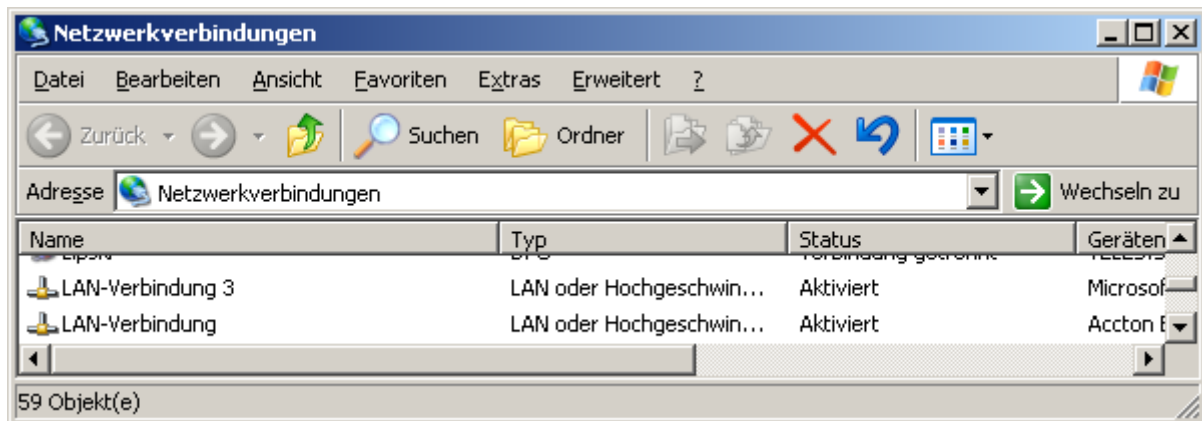 Netzwerkverbindungen
Datei Bearbeiten Ansicht Favoriten Extras Erweitert ?
Zurück Suchen Ordner
Adresse Netzwerkverbindungen Wechseln zu
Name Typ Status Geräten
LAN-Verbindung 3 LAN oder Hochgeschwin... Aktiviert Microsof
LAN-Verbindung LAN oder Hochgeschwin... Aktiviert Accton E
59 Objekt(e)